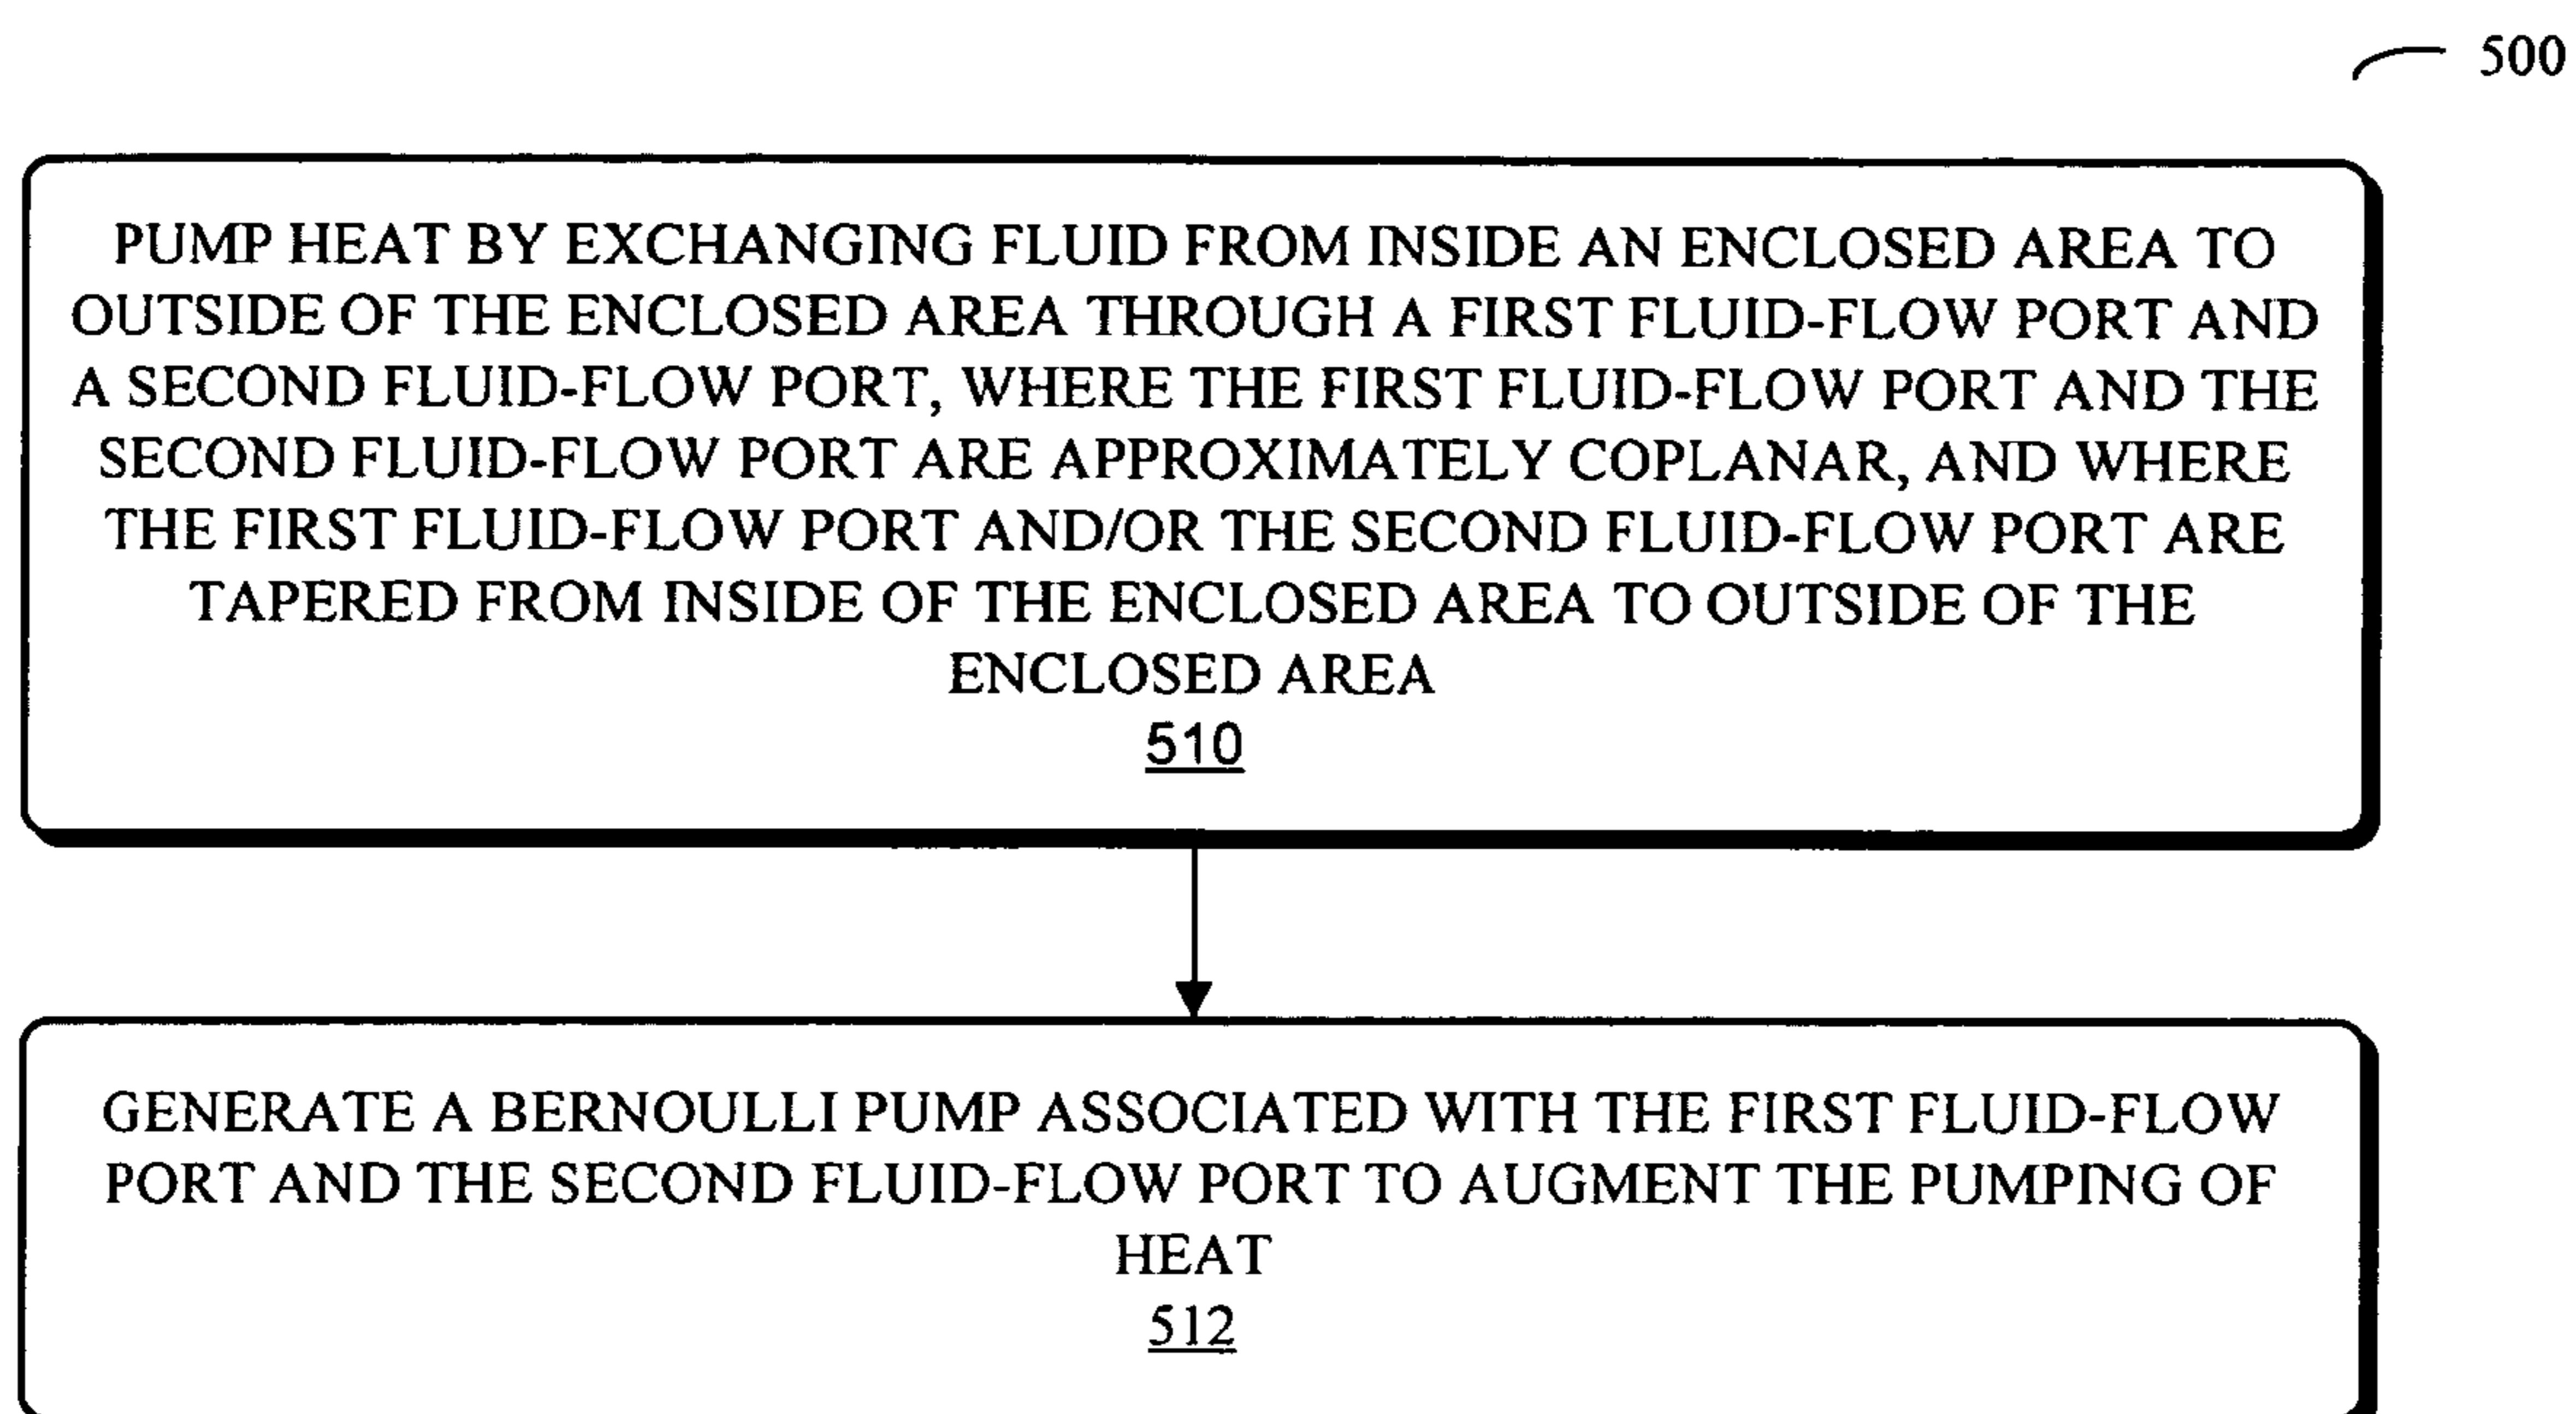 500
PUMP HEAT BY EXCHANGING FLUID FROM INSIDE AN ENCLOSED AREA TO
OUTSIDE OF THE ENCLOSED AREA THROUGH A FIRST FLUID-FLOW PORT AND
A SECOND FLUID-FLOW PORT, WHERE THE FIRST FLUID-FLOW PORT AND THE
SECOND FLUID-FLOW PORT ARE APPROXIMATELY COPLANAR, AND WHERE
THE FIRST FLUID-FLOW PORT AND/OR THE SECOND FLUID-FLOW PORT ARE
TAPERED FROM INSIDE OF THE ENCLOSED AREA TO OUTSIDE OF THE
ENCLOSED AREA
510
GENERATE A BERNOULLI PUMP ASSOCIATED WITH THE FIRST FLUID-FLOW
PORT AND THE SECOND FLUID-FLOW PORT TO AUGMENT THE PUMPING OF
HEAT
512